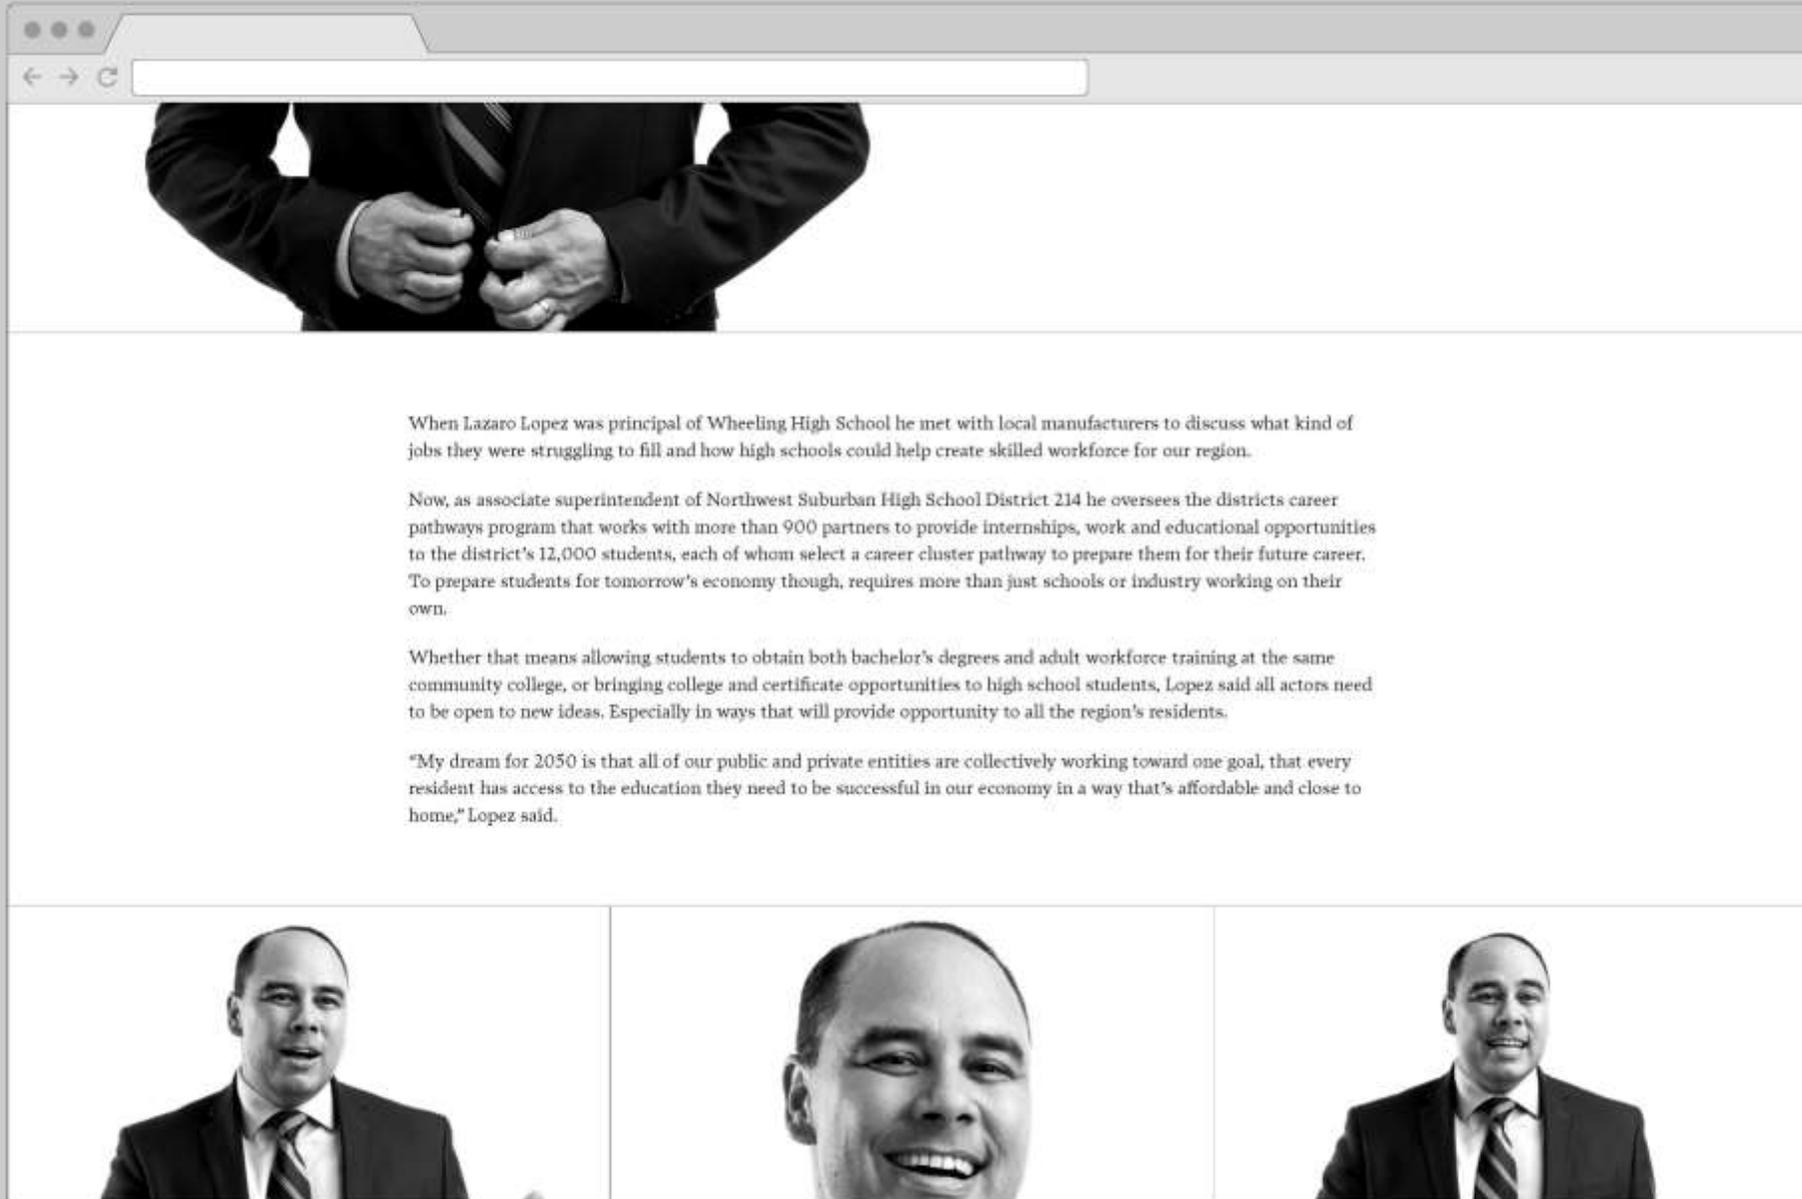 When Lazaro Lopez was principal of Wheeling High School he met with local manufacturers to discuss what kind of
jobs they were struggling to fill and how high schools could help create skilled workforce for our region.
Now, as associate superintendent of Northwest Suburban High School District 214 he oversees the districts career
pathways program that works with more than 900 partners to provide internships, work and educational opportunities
to the district’s 12,000 students, each of whom select a career cluster pathway to prepare them for their future career.
To prepare students for tomorrow’s economy though, requires more than just schools or industry working on their
own.
Whether that means allowing students to obtain both bachelor’s degrees and adult workforce training at the same
community college, or bringing college and certificate opportunities to high school students, Lopez said all actors need
to be open to new ideas. Especially in ways that will provide opportunity to all the region’s residents.
“My dream for 2050 is that all of our public and private entities are collectively working toward one goal, that every
resident has access to the education they need to be successful in our economy in a way that’s affordable and close to
home,” Lopez said.